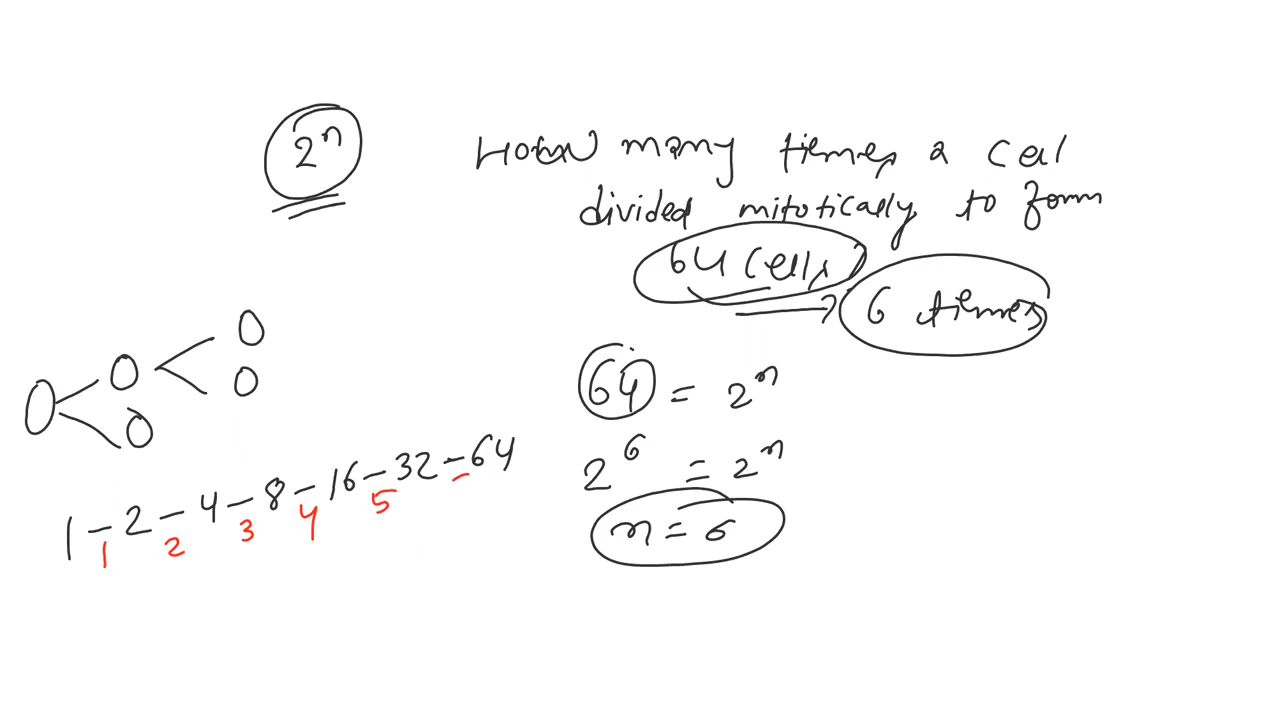 2ⁿ
How many times a cell
divided mitotically to form
64 cells
6 times
64 = 2ⁿ
2⁶ = 2ⁿ
n = 6
1 - 2 - 4 - 8 - 16 - 32 - 64
1 2 3 4 5